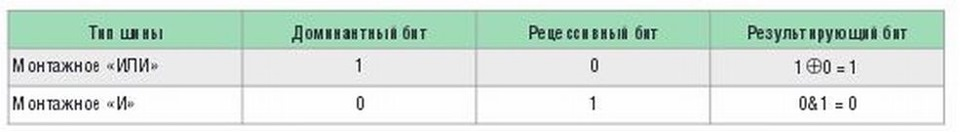 Тип шины Доминантный бит Рецессивный бит Результирующий бит
Монтажное «ИЛИ» 1 0 1⊕0 = 1
Монтажное «И» 0 1 0&1 = 0